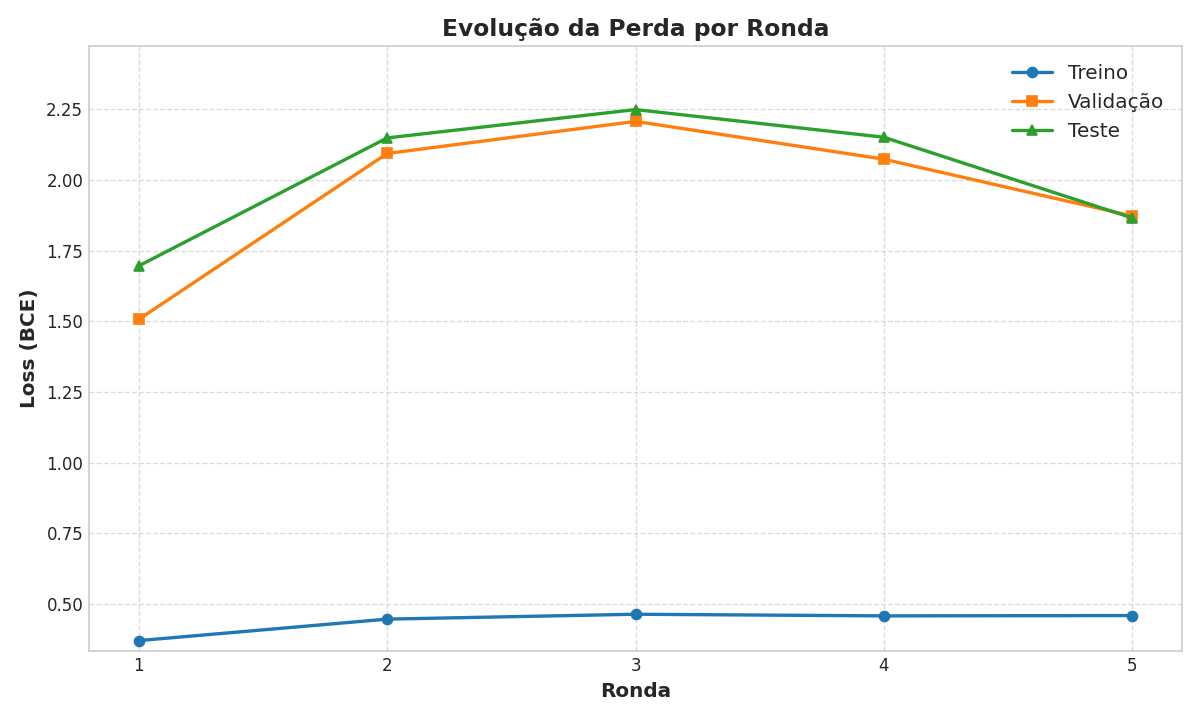 Evolução da Perda por Ronda
Treino
Validação
Teste
Loss (BCE)
2.25
2.00
1.75
1.50
1.25
1.00
0.75
0.50
1 2 3 4 5
Ronda